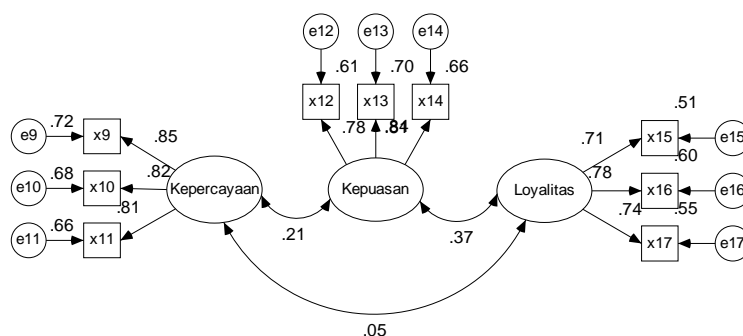 e12
e13
e14
.61
.70
.66
x12
x13
x14
.51
e9
.72
x9
.85
.78
.84
.71
x15
e15
.60
e10
.68
x10
.82
Kepercayaan
Kepuasan
Loyalitas
.78
x16
e16
.55
e11
.66
x11
.81
.74
x17
e17
.21
.37
.05